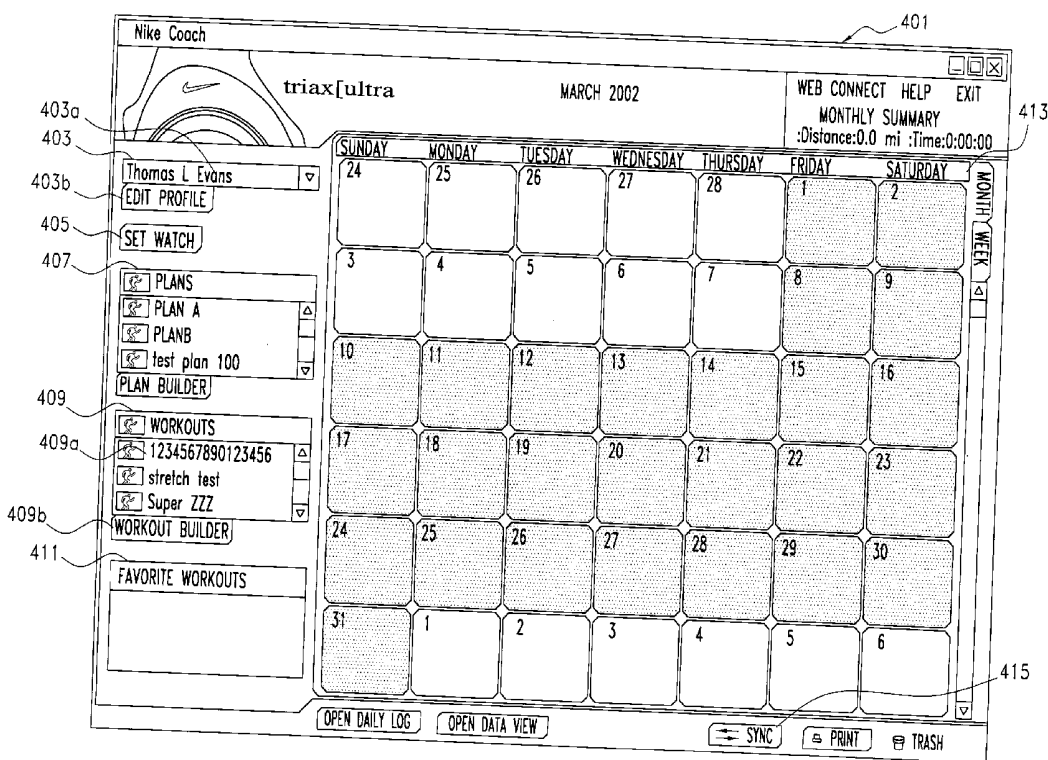 401
Nike Coach
triax[ultra
MARCH 2002
WEB CONNECT HELP EXIT
MONTHLY SUMMARY
:Distance:0.0 mi :Time:0:00:00
413
403a
403
403b
405
407
409
409a
409b
411
Thomas L Evans
EDIT PROFILE
SET WATCH
PLANS
PLAN A
PLANB
test plan 100
PLAN BUILDER
WORKOUTS
1234567890123456
stretch test
Super ZZZ
WORKOUT BUILDER
FAVORITE WORKOUTS
SUNDAY MONDAY TUESDAY WEDNESDAY THURSDAY FRIDAY SATURDAY
24 25 26 27 28 1 2
3 4 5 6 7 8 9
10 11 12 13 14 15 16
17 18 19 20 21 22 23
24 25 26 27 28 29 30
31 1 2 3 4 5 6
MONTH
WEEK
415
OPEN DAILY LOG OPEN DATA VIEW SYNC PRINT TRASH